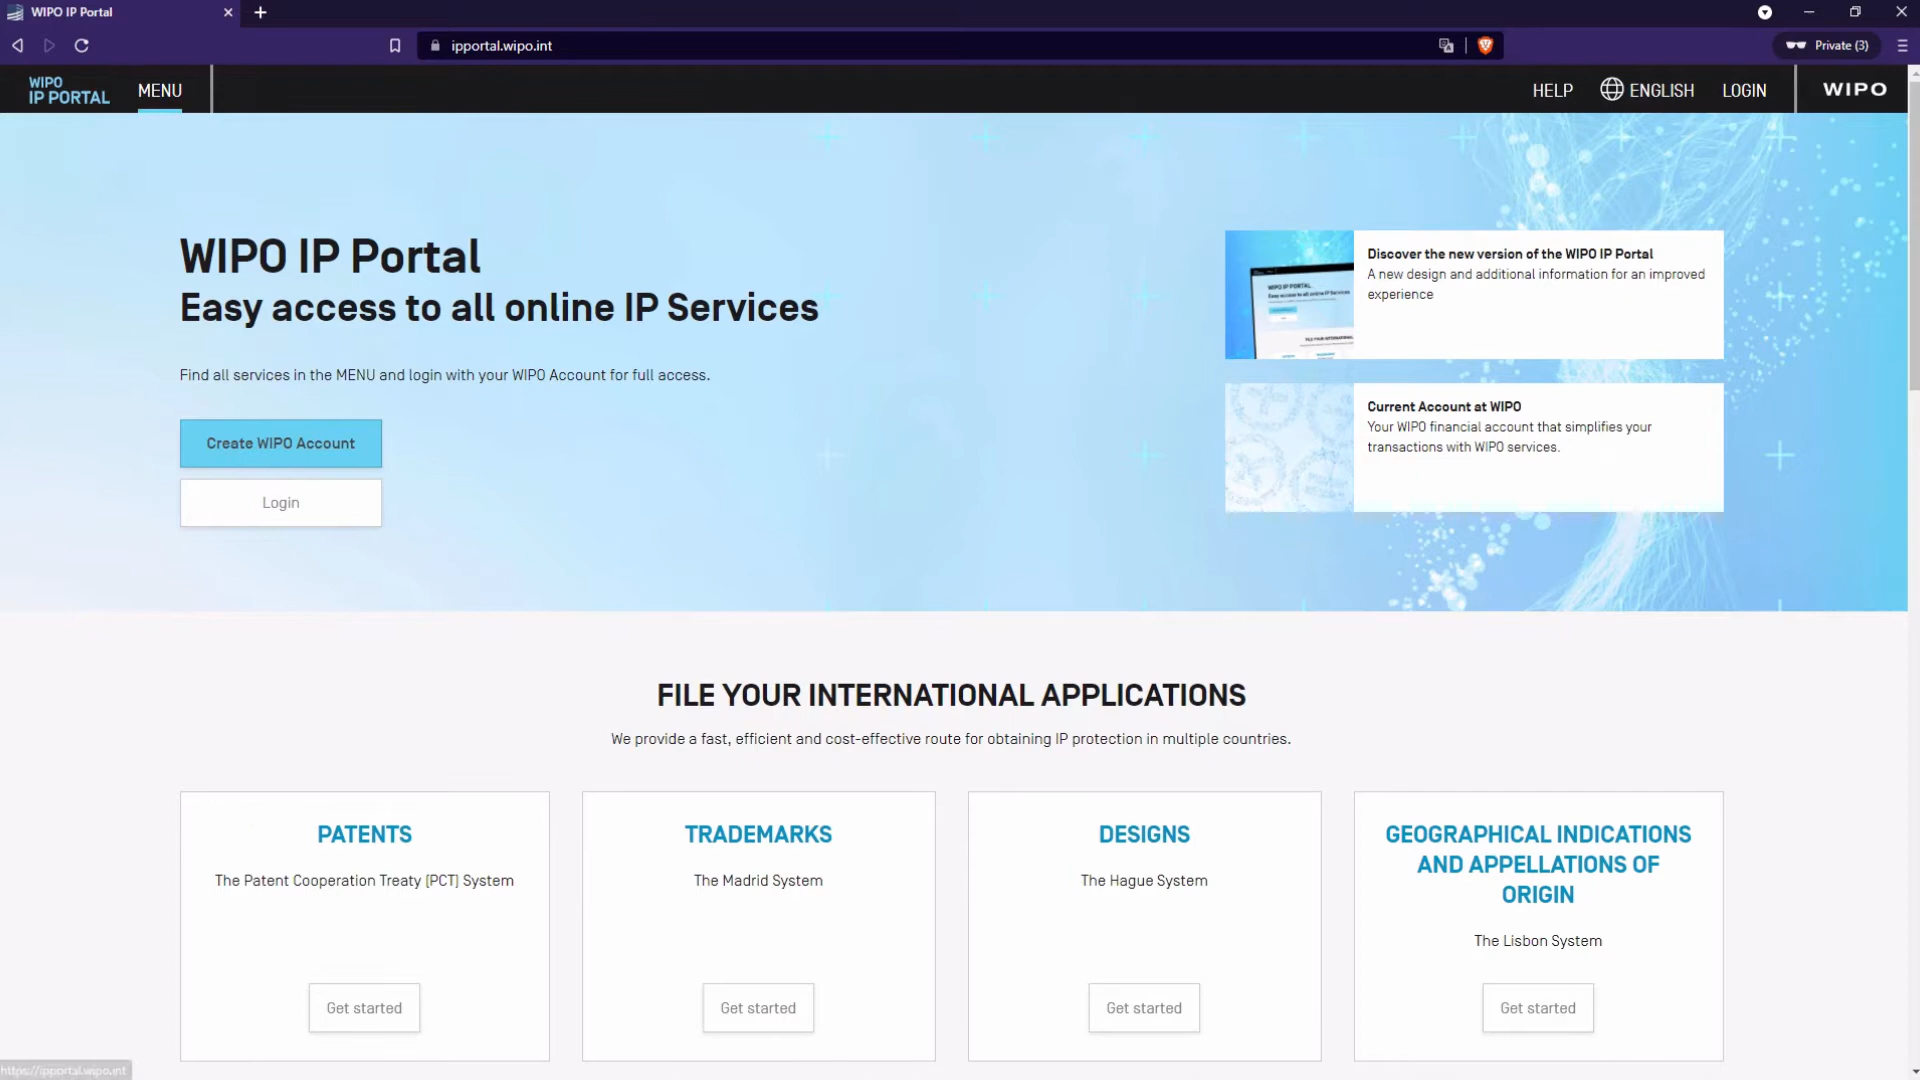 WIPO IP Portal
ipportal.wipo.int
Private (3)
WIPO
IP PORTAL
MENU
HELP
ENGLISH
LOGIN
WIPO
WIPO IP Portal
Easy access to all online IP Services
Find all services in the MENU and login with your WIPO Account for full access.
Create WIPO Account
Login
Discover the new version of the WIPO IP Portal
A new design and additional information for an improved
experience
Current Account at WIPO
Your WIPO financial account that simplifies your
transactions with WIPO services.
FILE YOUR INTERNATIONAL APPLICATIONS
We provide a fast, efficient and cost-effective route for obtaining IP protection in multiple countries.
PATENTS
The Patent Cooperation Treaty (PCT) System
Get started
TRADEMARKS
The Madrid System
Get started
DESIGNS
The Hague System
Get started
GEOGRAPHICAL INDICATIONS
AND APPELLATIONS OF
ORIGIN
The Lisbon System
Get started
https://ipportal.wipo.int